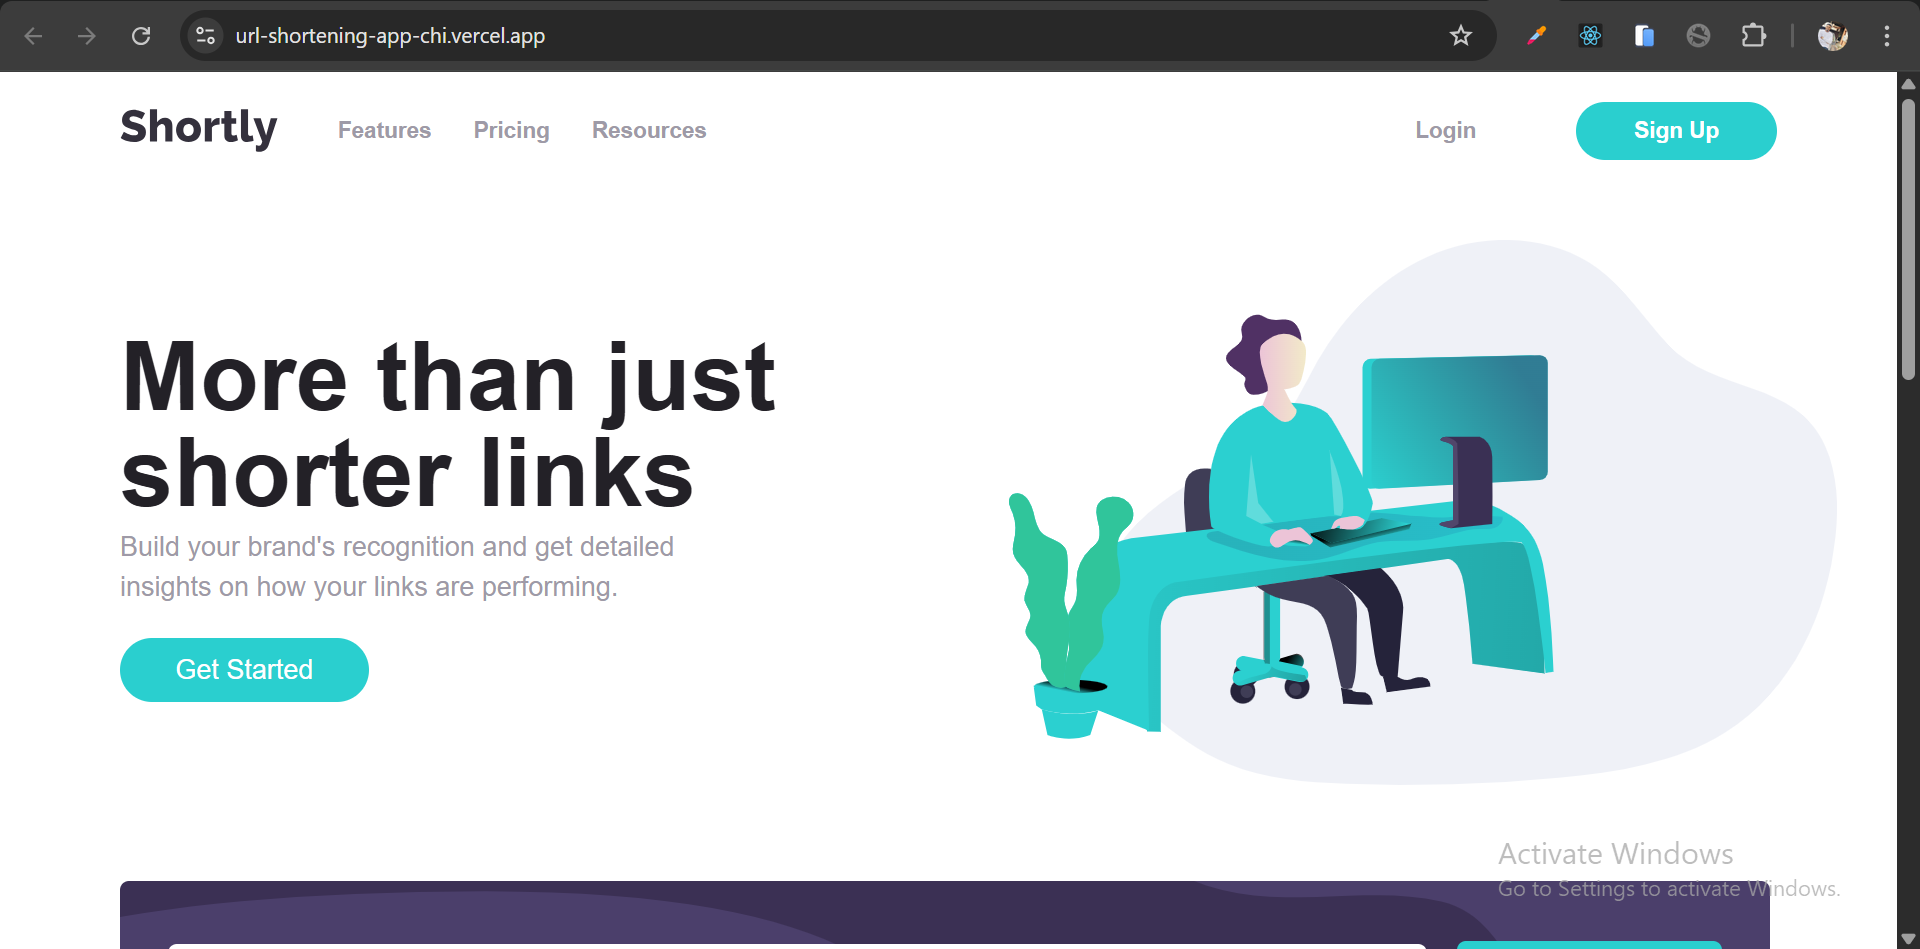 url-shortening-app-chi.vercel.app
Shortly
Features
Pricing
Resources
Login
Sign Up
More than just
shorter links
Build your brand's recognition and get detailed
insights on how your links are performing.
Get Started
Activate Windows
Go to Settings to activate Windows.